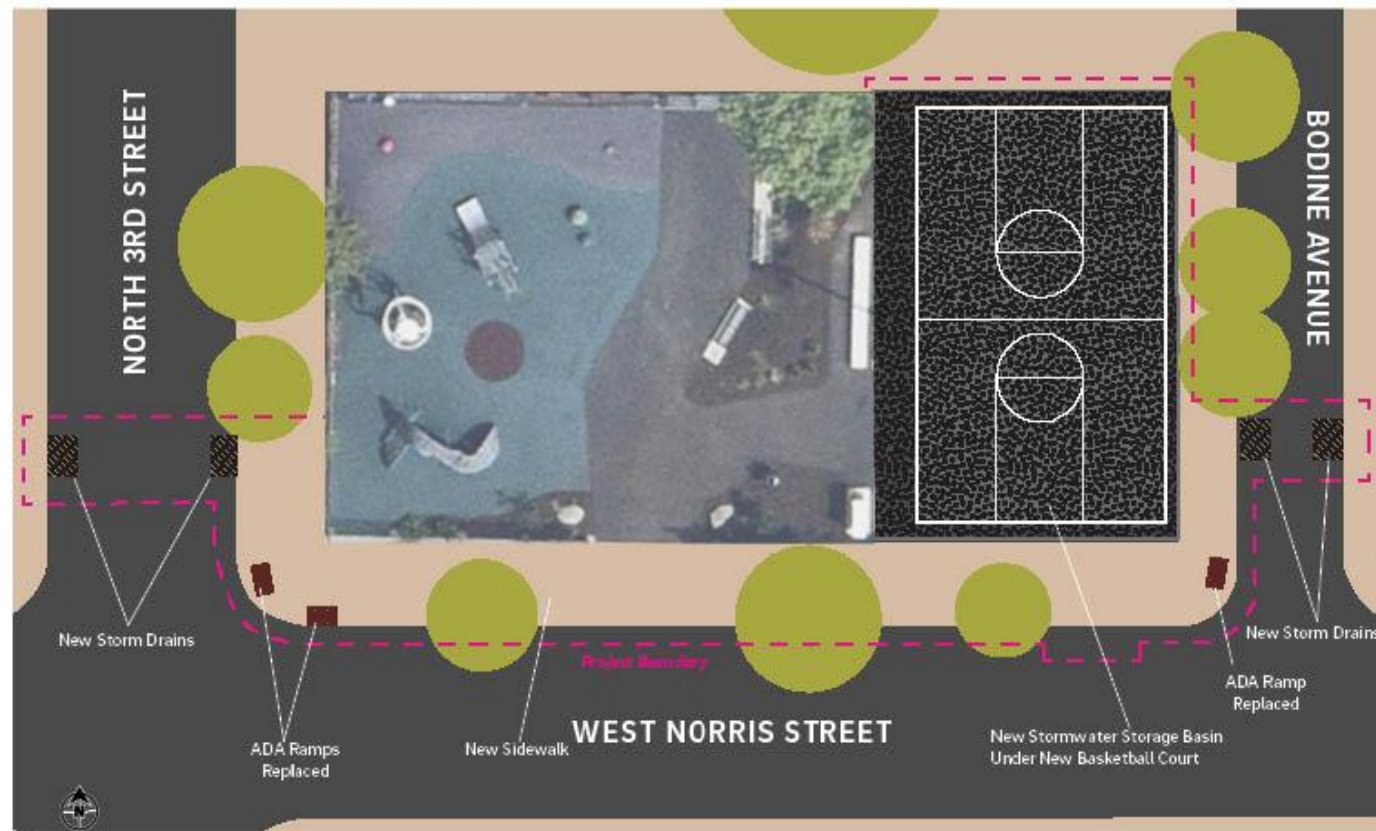 NORTH 3RD STREET
BODINE AVENUE
New Storm Drains
New Storm Drains
Project Boundary
ADA Ramp
Replaced
WEST NORRIS STREET
ADA Ramps
Replaced
New Sidewalk
New Stormwater Storage Basin
Under New Basketball Court
N